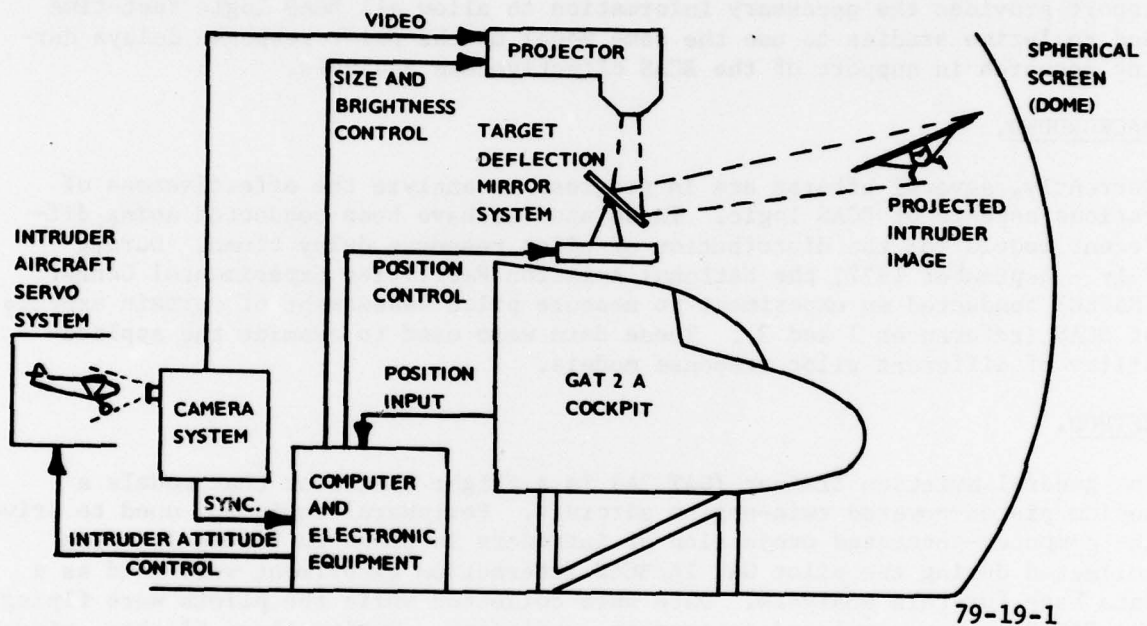 VIDEO
PROJECTOR
SIZE AND
BRIGHTNESS
CONTROL
SPHERICAL
SCREEN
(DOME)
TARGET
DEFLECTION
MIRROR
SYSTEM
PROJECTED
INTRUDER
IMAGE
INTRUDER
AIRCRAFT
SERVO
SYSTEM
POSITION
CONTROL
POSITION
INPUT
GAT 2 A
COCKPIT
CAMERA
SYSTEM
SYNC.
COMPUTER
AND
ELECTRONIC
EQUIPMENT
INTRUDER ATTITUDE
CONTROL
79-19-1